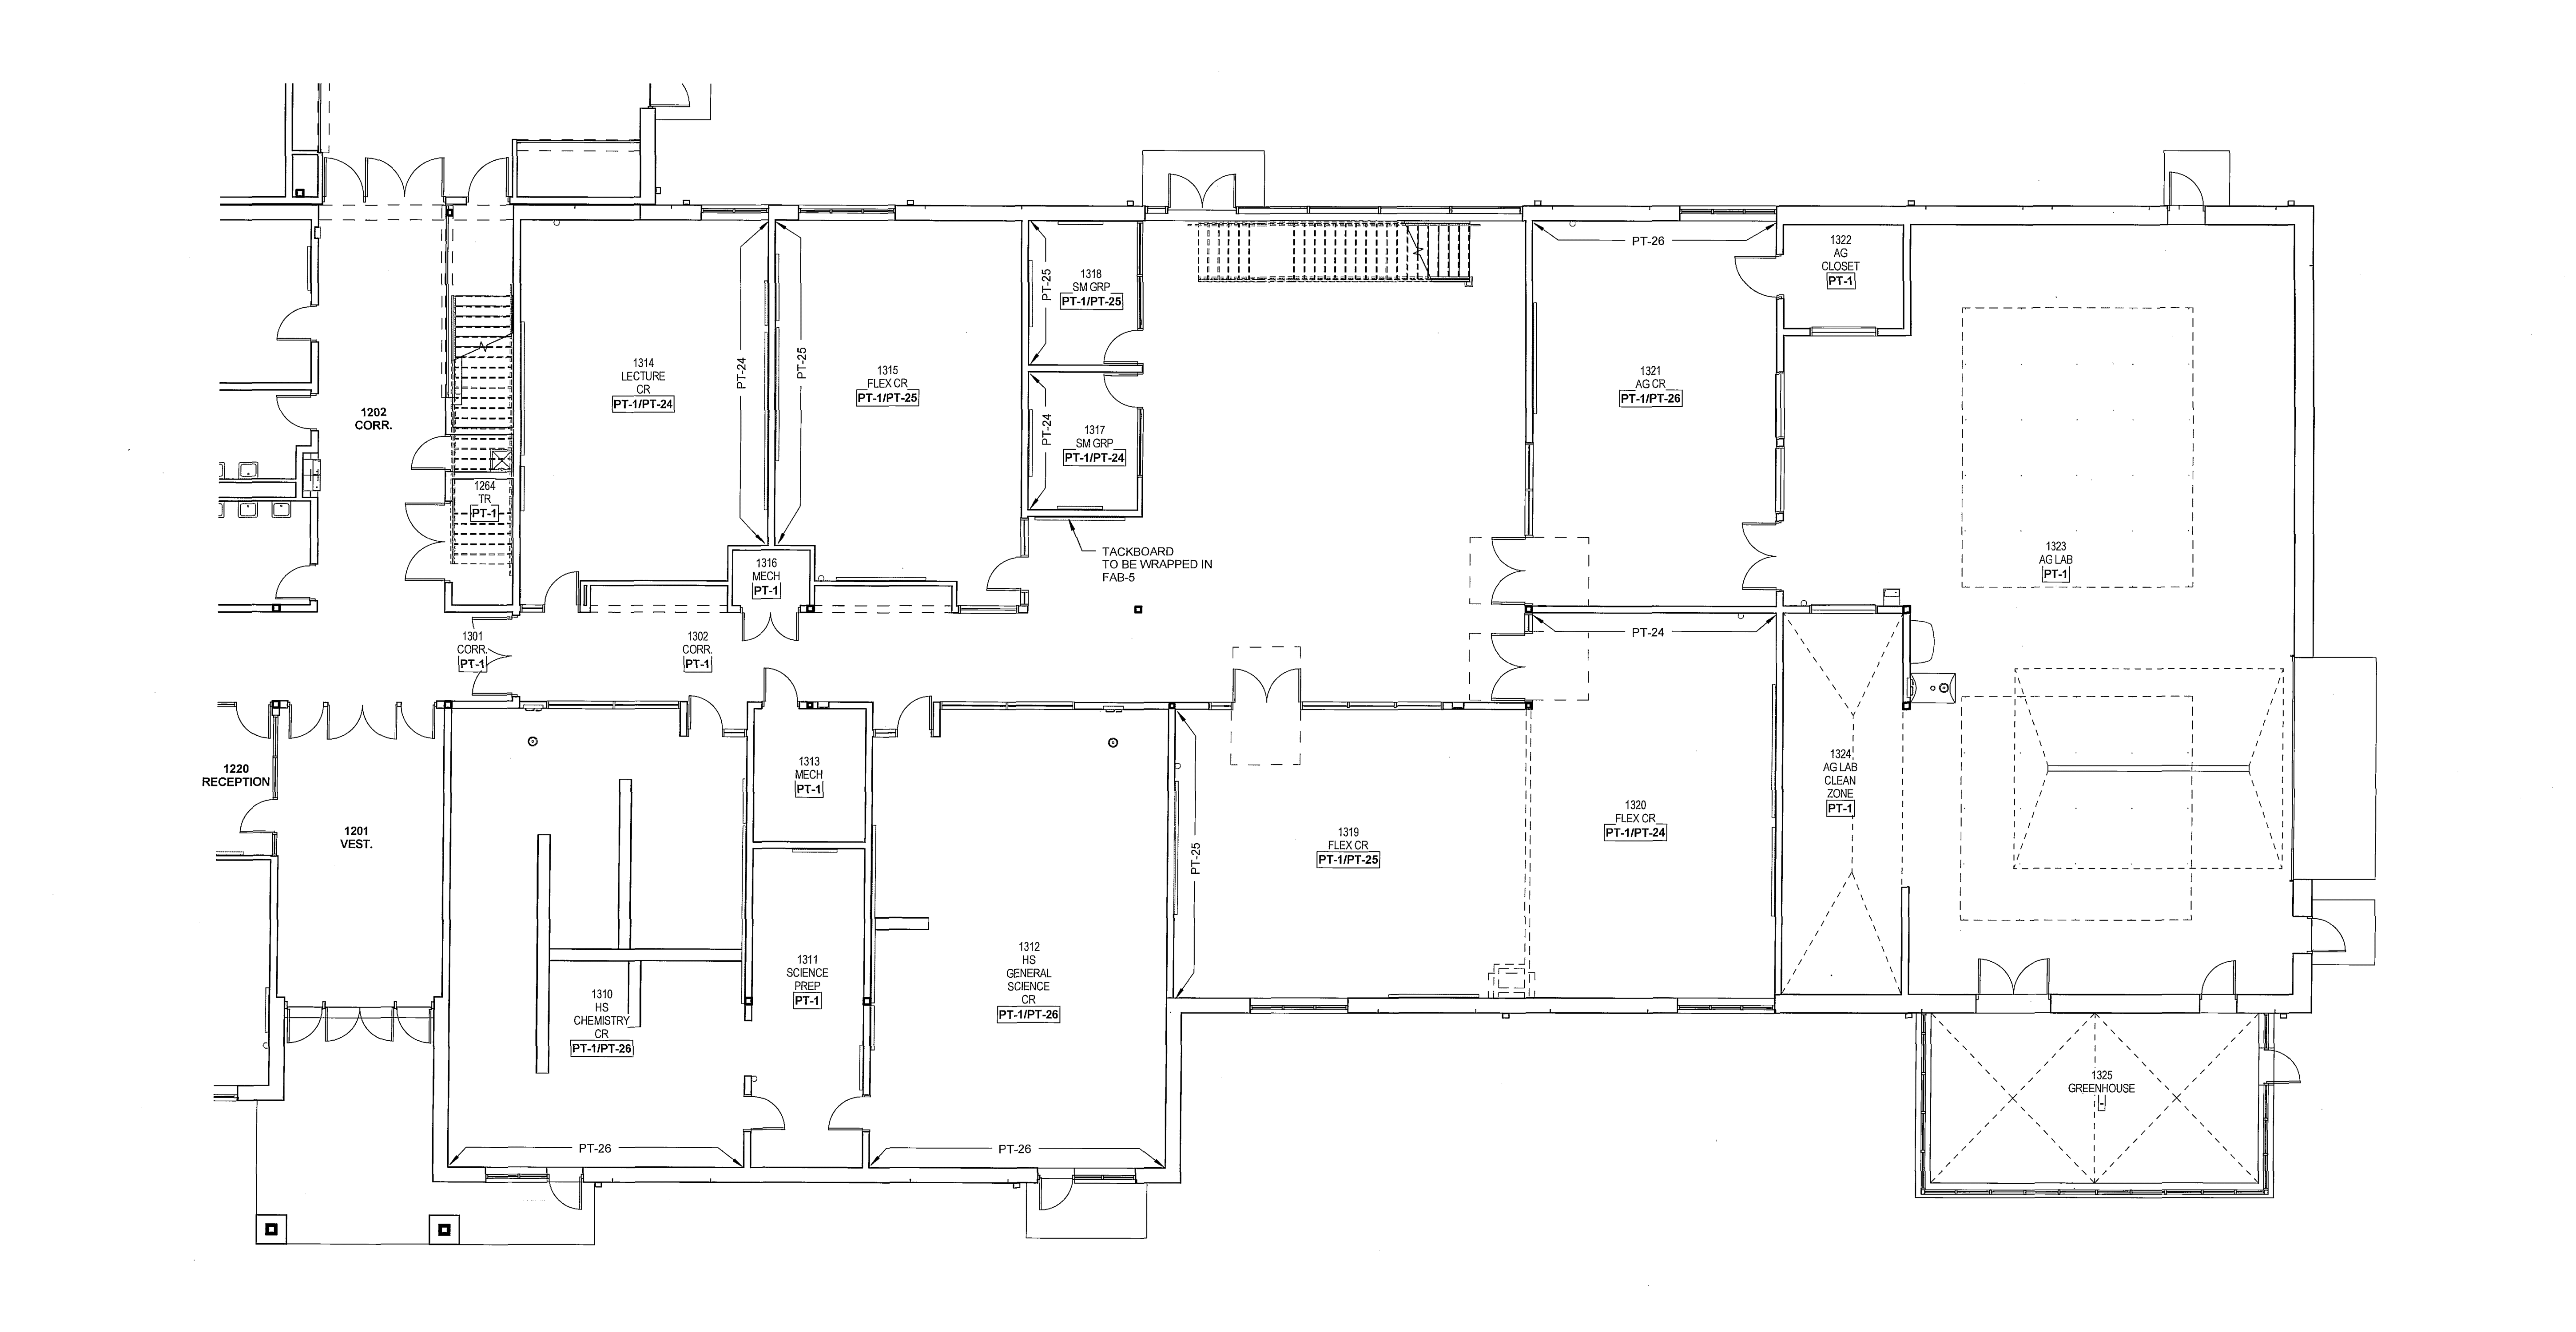 PT-26
1322
AG
CLOSET
PT-1
1318
SM GRP
PT-1/PT-25
PT-25
1314
LECTURE
CR
PT-1/PT-24
PT-24
PT-25
1315
FLEX CR
PT-1/PT-25
1321
AG CR
PT-1/PT-26
1202
CORR.
1317
SM GRP
PT-1/PT-24
PT-24
1264
TR
PT-1
TACKBOARD
TO BE WRAPPED IN
FAB-5
1316
MECH
PT-1
1323
AG LAB
PT-1
1301
CORR.
PT-1
1302
CORR.
PT-1
PT-24
1220
RECEPTION
1313
MECH
PT-1
1324
AG LAB
CLEAN
ZONE
PT-1
1201
VEST.
PT-25
1319
FLEX CR
PT-1/PT-25
1320
FLEX CR
PT-1/PT-24
1311
SCIENCE
PREP
PT-1
1312
HS
GENERAL
SCIENCE
CR
PT-1/PT-26
1310
HS
CHEMISTRY
CR
PT-1/PT-26
1325
GREENHOUSE
PT-26
PT-26